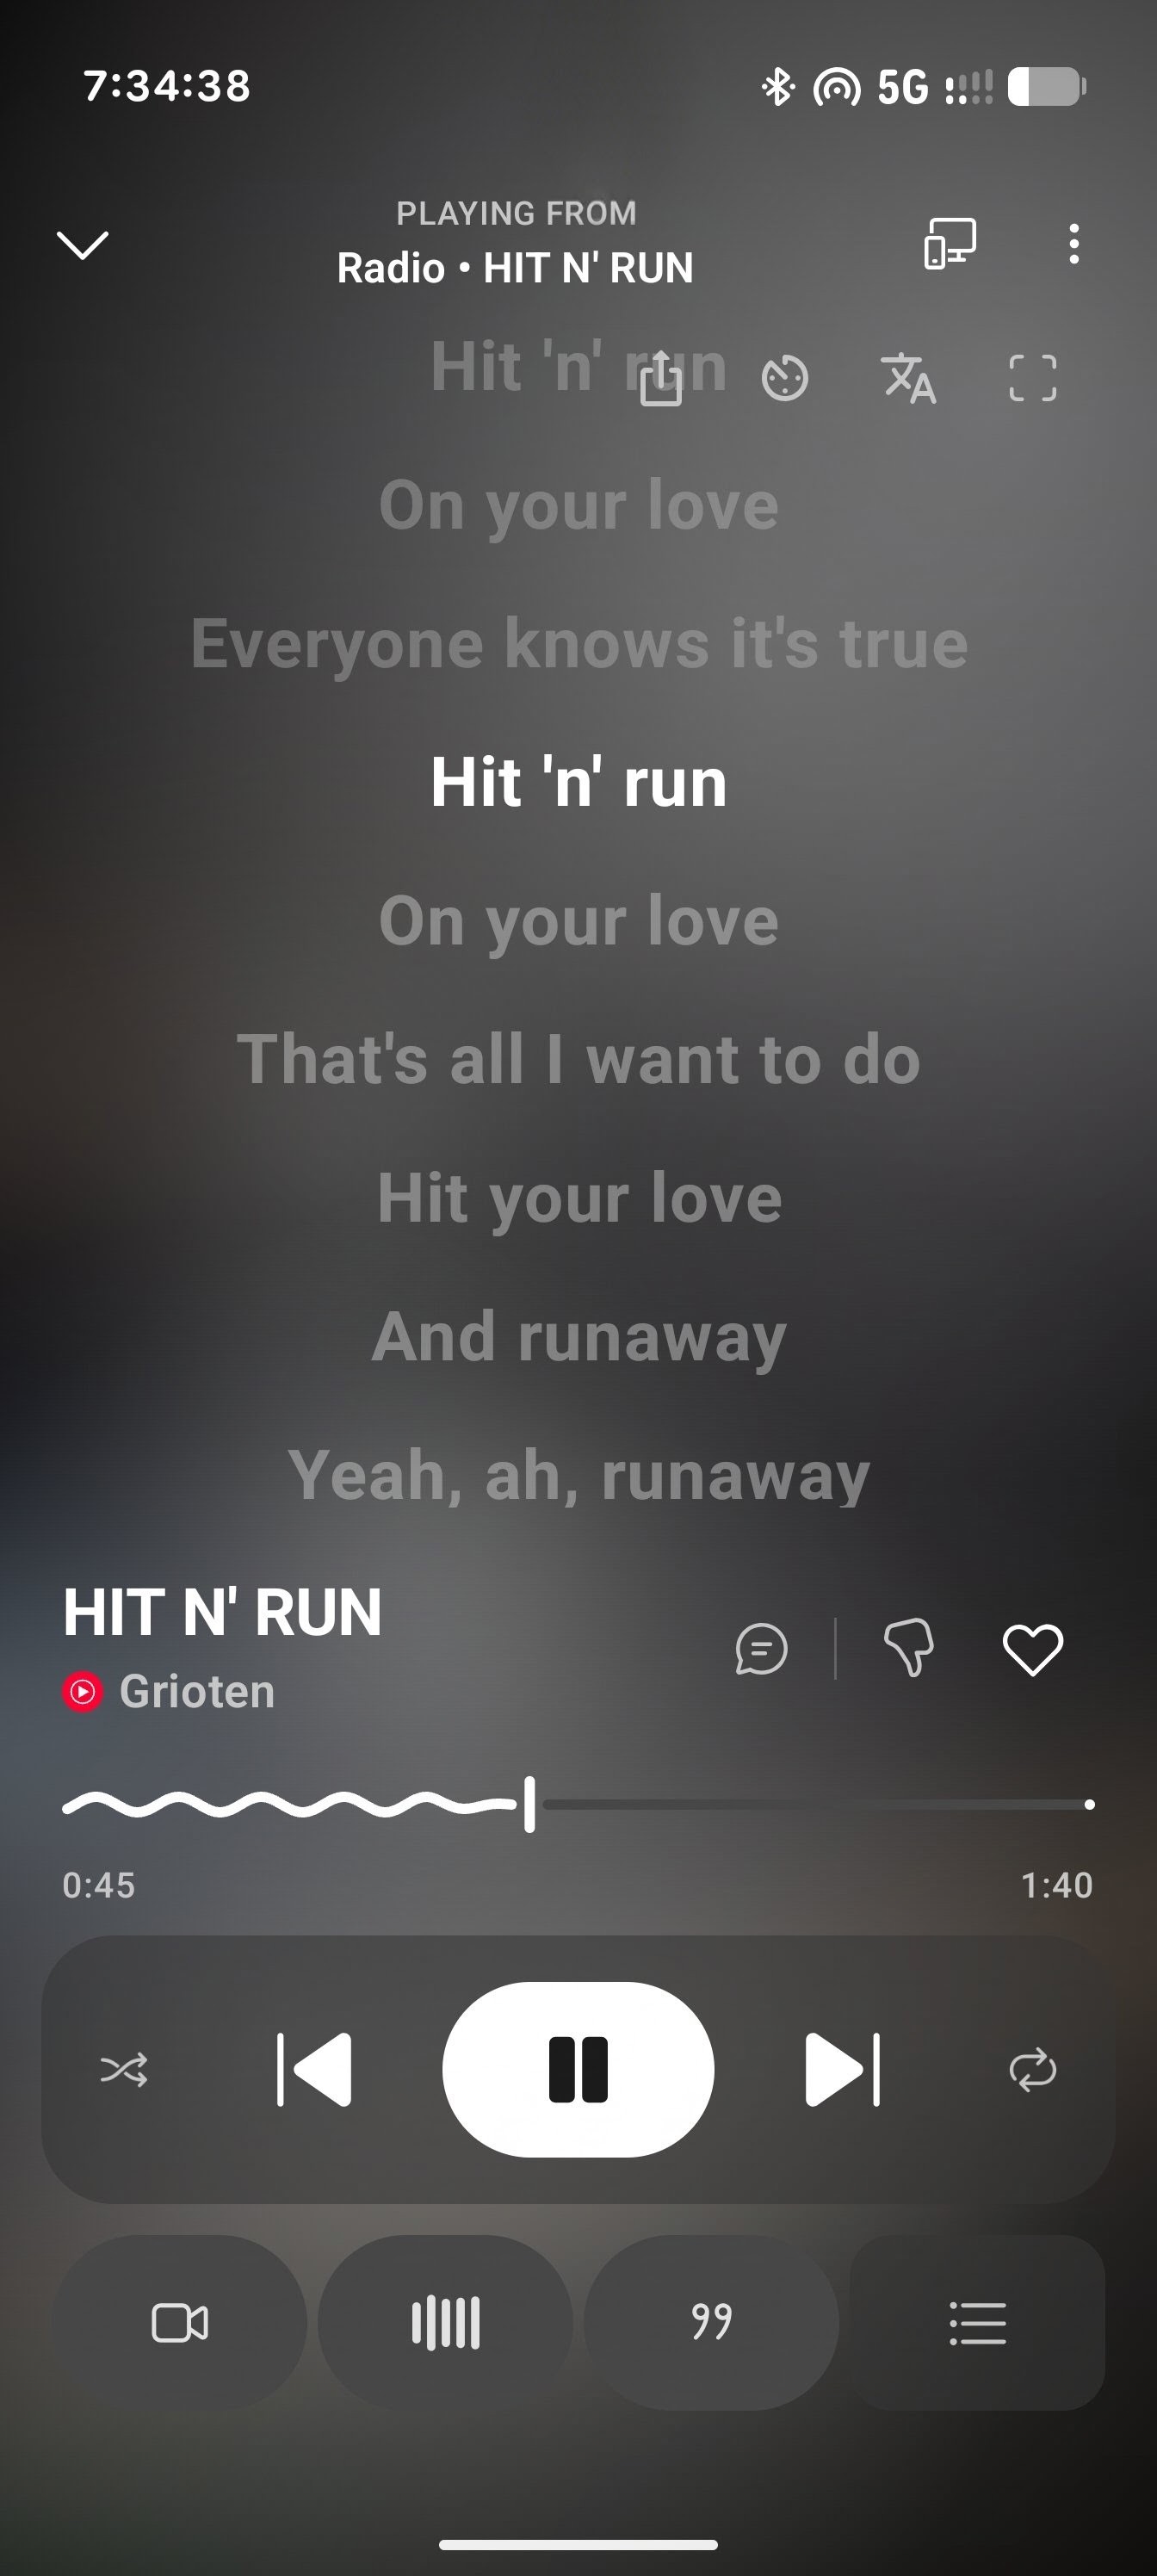 7:34:38 5G
PLAYING FROM
Radio • HIT N' RUN
Hit 'n' run
On your love
Everyone knows it's true
Hit 'n' run
On your love
That's all I want to do
Hit your love
And runaway
Yeah, ah, runaway
HIT N' RUN
Grioten
0:45 1:40